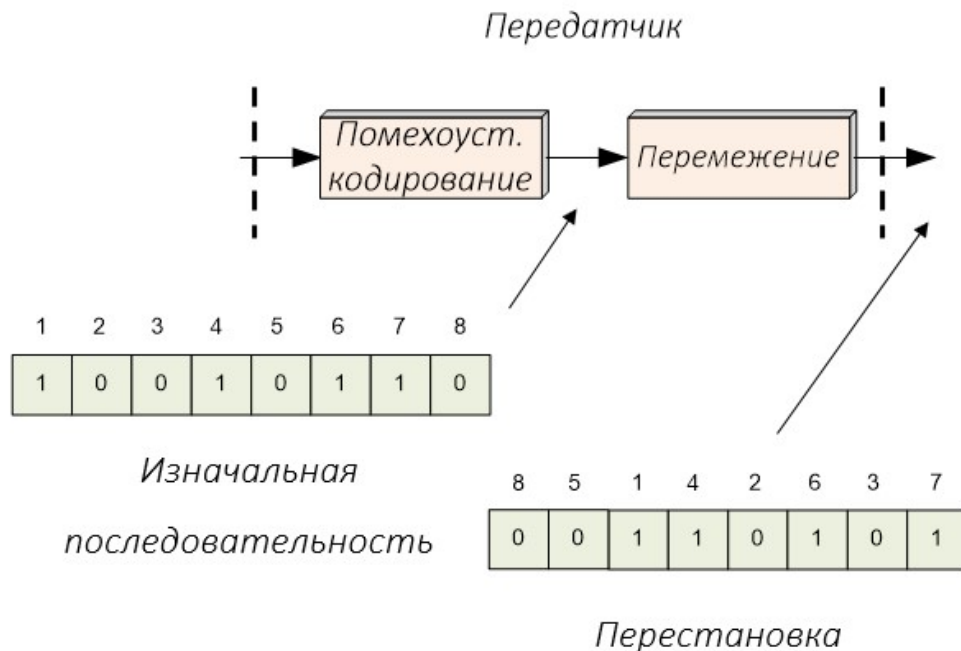 Передатчик
Помехоуст.
кодирование
Перемежение
1 2 3 4 5 6 7 8
1 0 0 1 0 1 1 0
Изначальная
последовательность
8 5 1 4 2 6 3 7
0 0 1 1 0 1 0 1
Перестановка